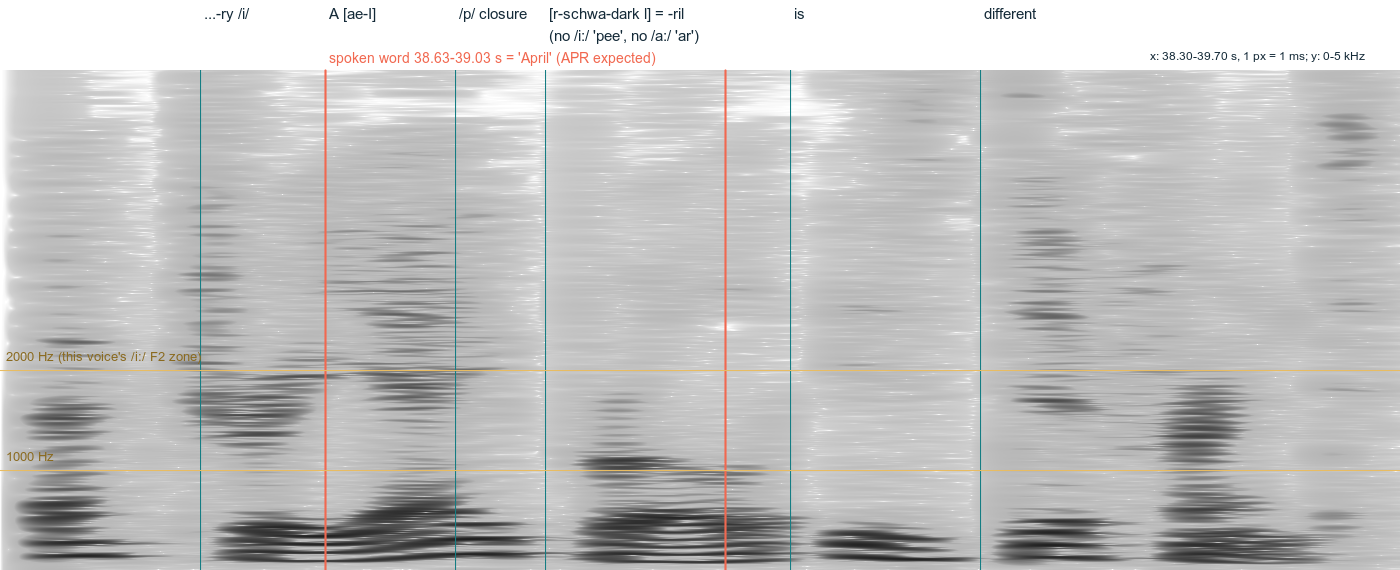 ...-ry /i/ A [ae-I] /p/ closure [r-schwa-dark l] = -ril is different
(no /i:/ 'pee', no /a:/ 'ar')
spoken word 38.63-39.03 s = 'April' (APR expected) x: 38.30-39.70 s, 1 px = 1 ms; y: 0-5 kHz
2000 Hz (this voice's /i:/ F2 zone)
1000 Hz